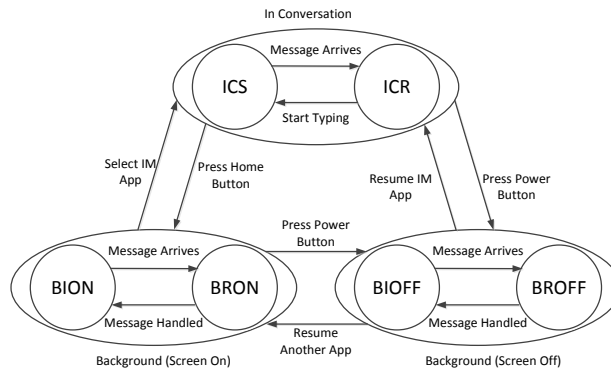 In Conversation
Message Arrives
ICS
ICR
Start Typing
Select IM
App
Press Home
Button
Resume IM
App
Press Power
Button
Press Power
Button
Message Arrives
BION
BRON
Message Handled
Message Arrives
BIOFF
BROFF
Message Handled
Resume
Another App
Background (Screen On)
Background (Screen Off)